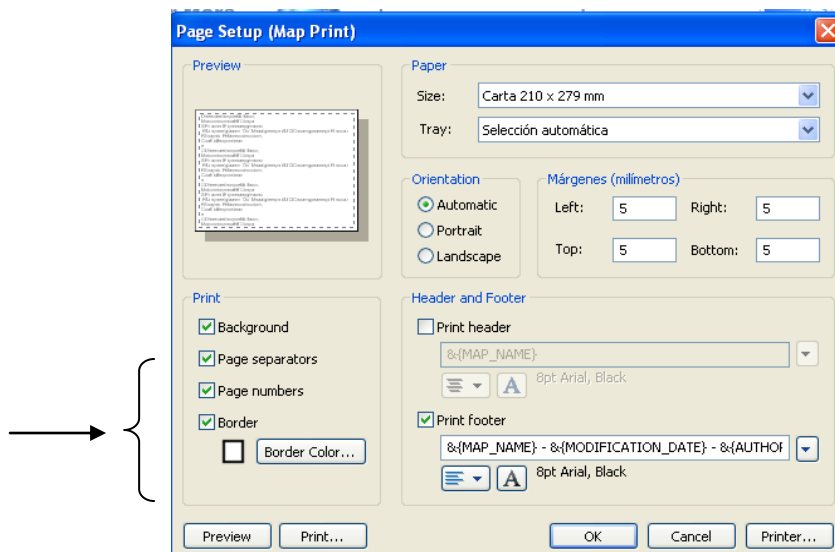 Page Setup (Map Print)
Preview
Paper
Size:
Carta 210 x 279 mm
Tray:
Selección automática
Orientation
Automatic
Portrait
Landscape
Márgenes (milímetros)
Left:
5
Right:
5
Top:
5
Bottom:
5
Print
Background
Page separators
Page numbers
Border
Border Color...
Header and Footer
Print header
&{MAP_NAME}
A
8pt Arial, Black
Print footer
&{MAP_NAME} - &{MODIFICATION_DATE} - &{AUTHOR
A
8pt Arial, Black
Preview
Print...
OK
Cancel
Printer...